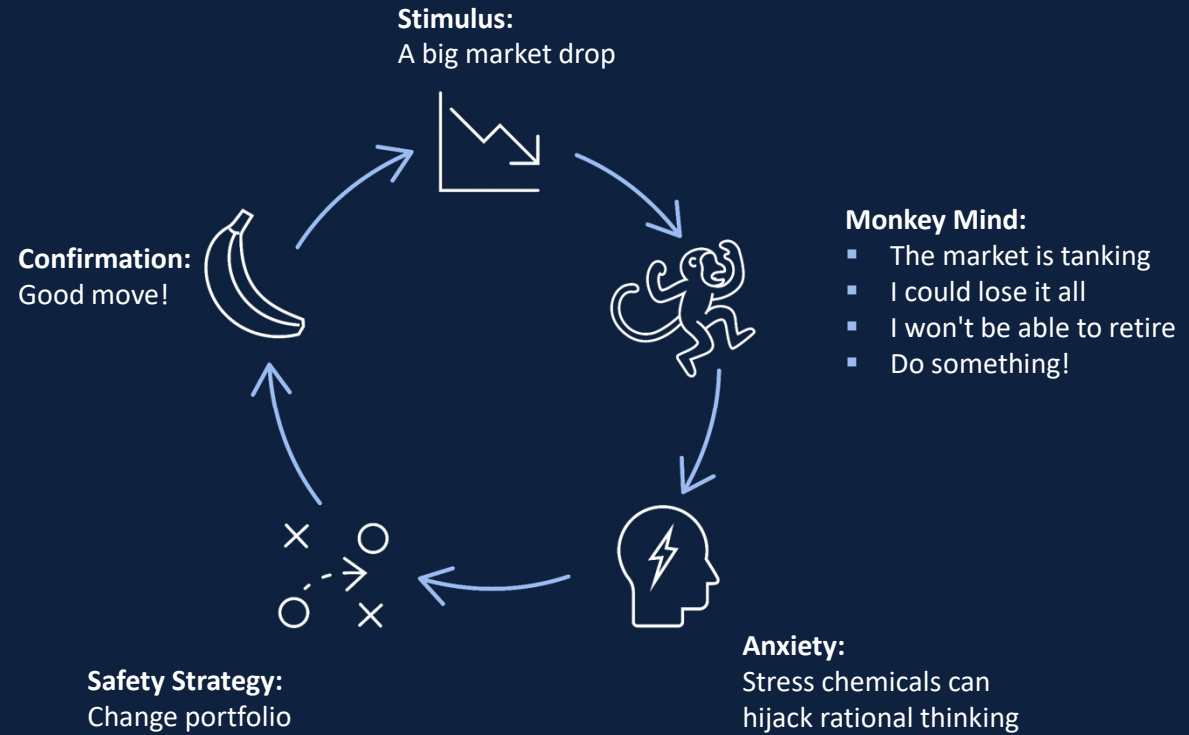 Stimulus:
A big market drop
Monkey Mind:
▪ The market is tanking
▪ I could lose it all
▪ I won't be able to retire
▪ Do something!
Anxiety:
Stress chemicals can
hijack rational thinking
Safety Strategy:
Change portfolio
Confirmation:
Good move!